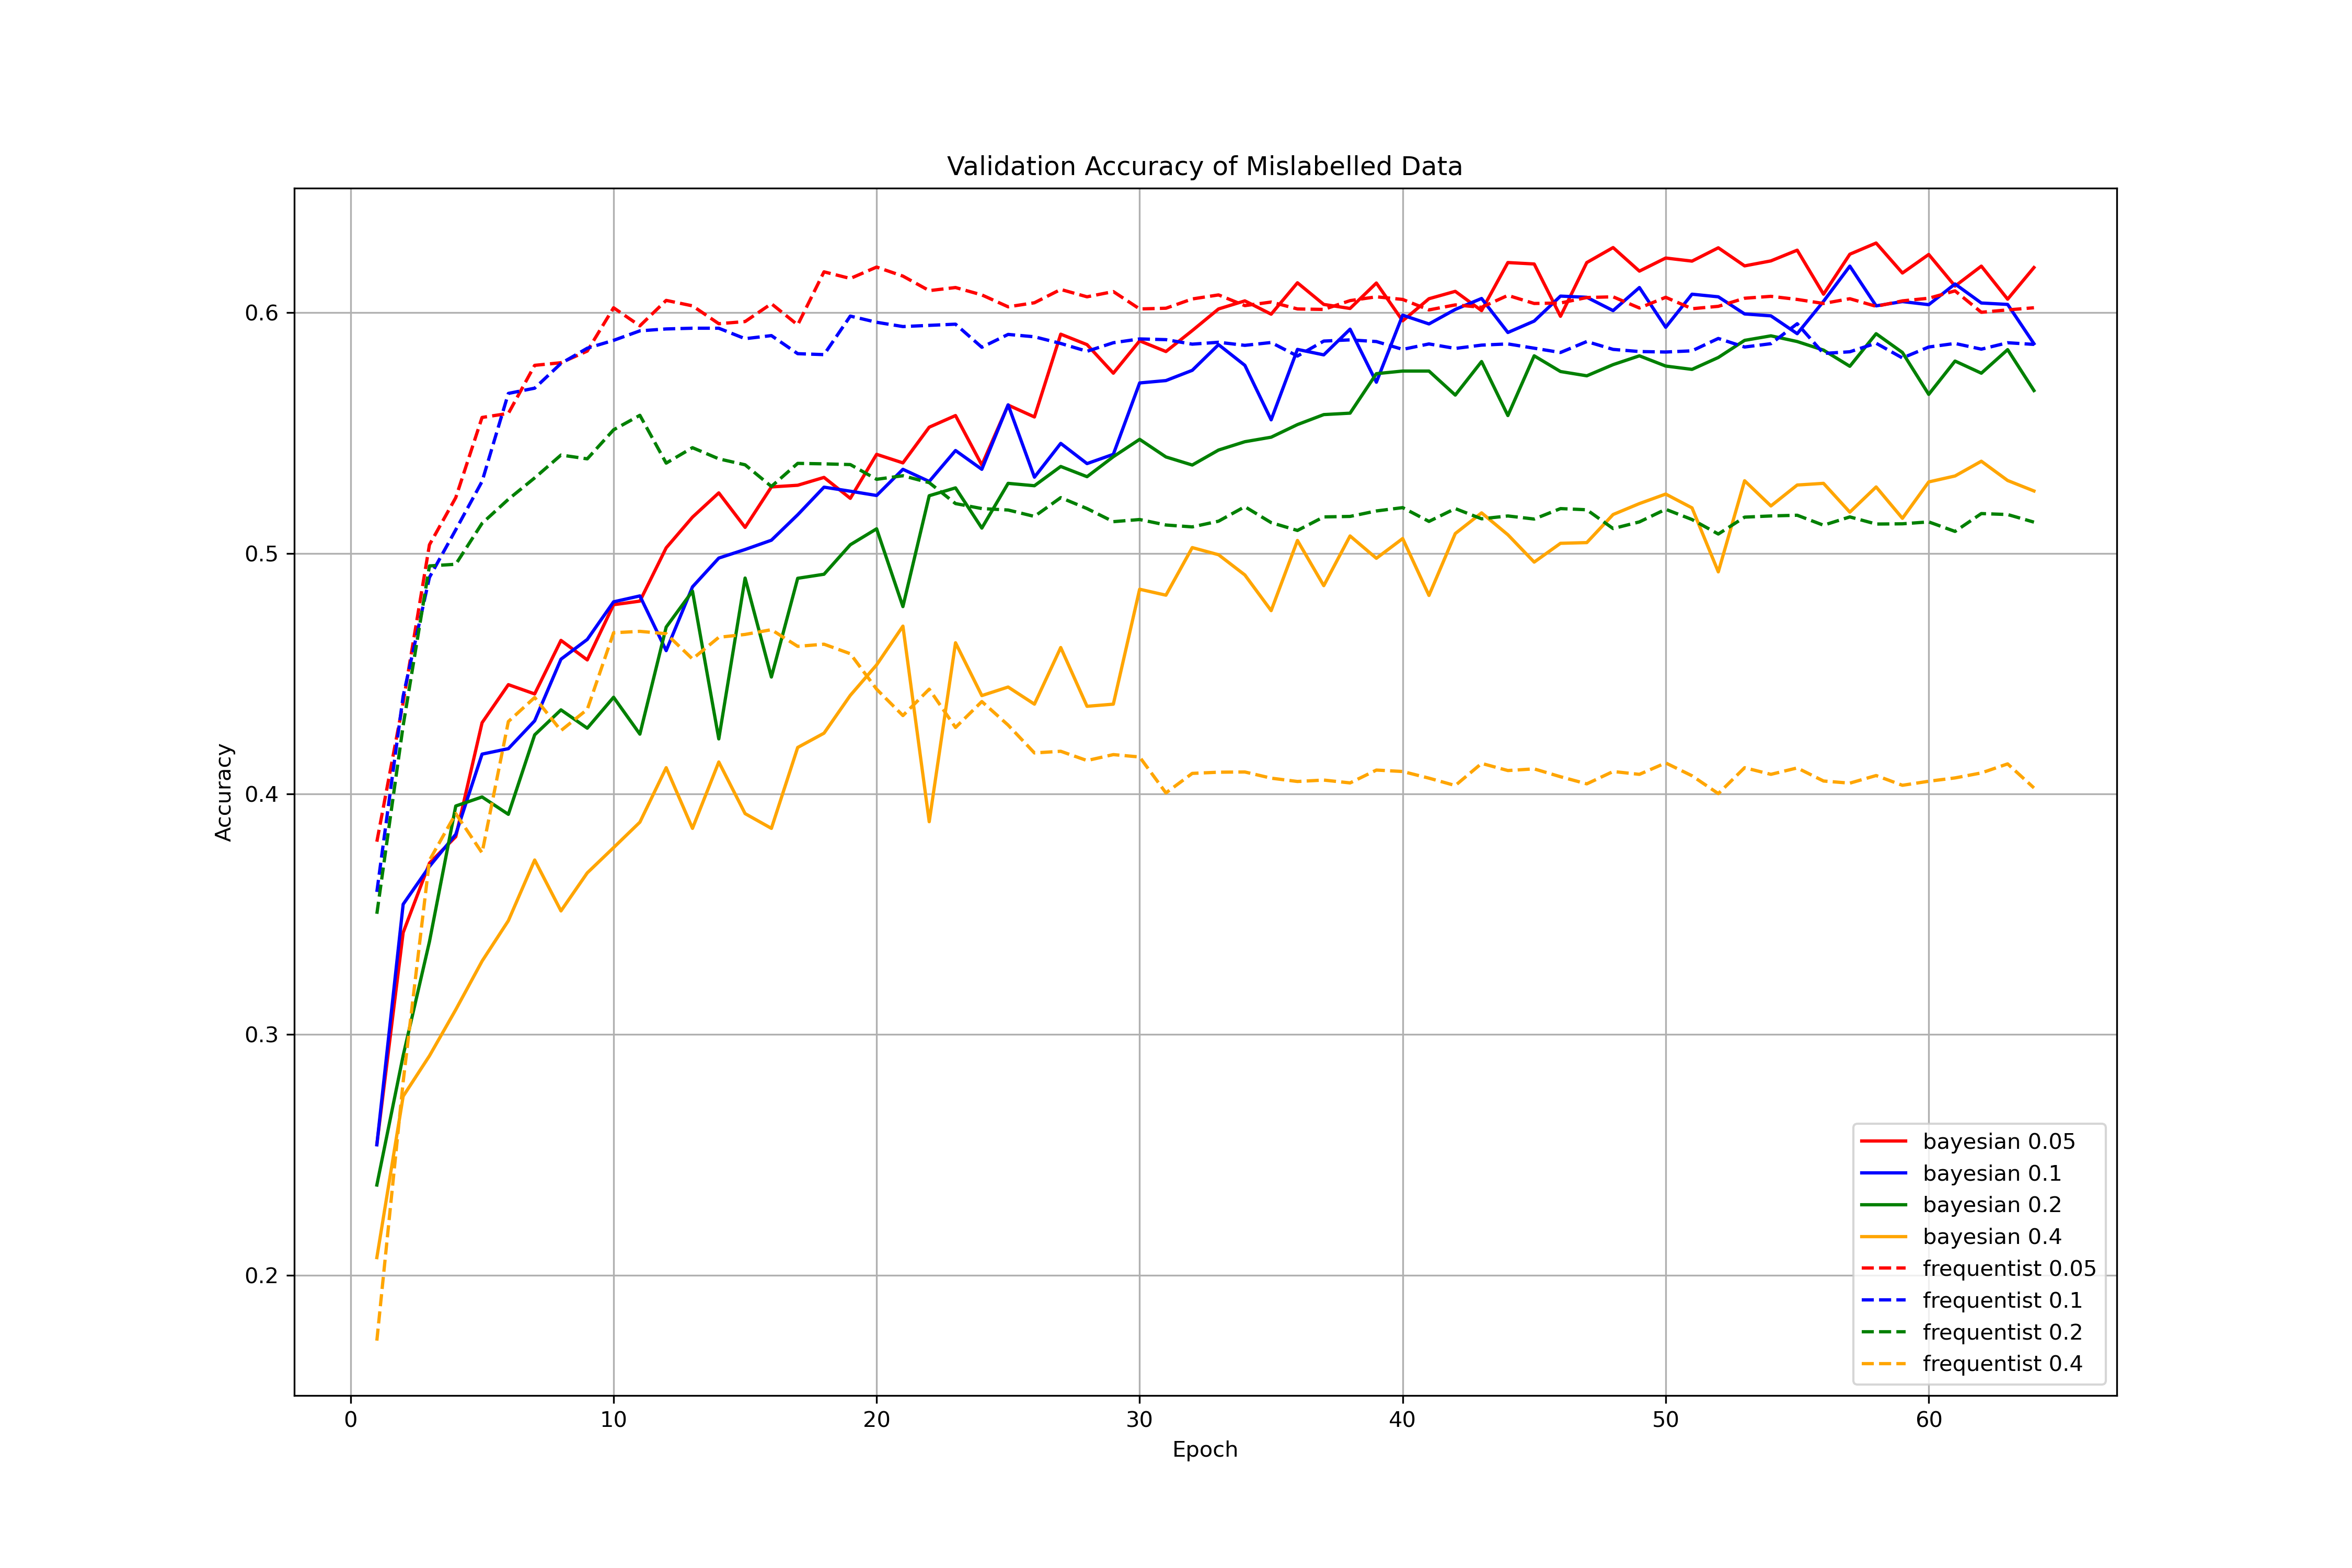 Validation Accuracy of Mislabelled Data
Accuracy
0.6
0.5
0.4
0.3
0.2
0 10 20 30 40 50 60
Epoch
bayesian 0.05
bayesian 0.1
bayesian 0.2
bayesian 0.4
frequentist 0.05
frequentist 0.1
frequentist 0.2
frequentist 0.4